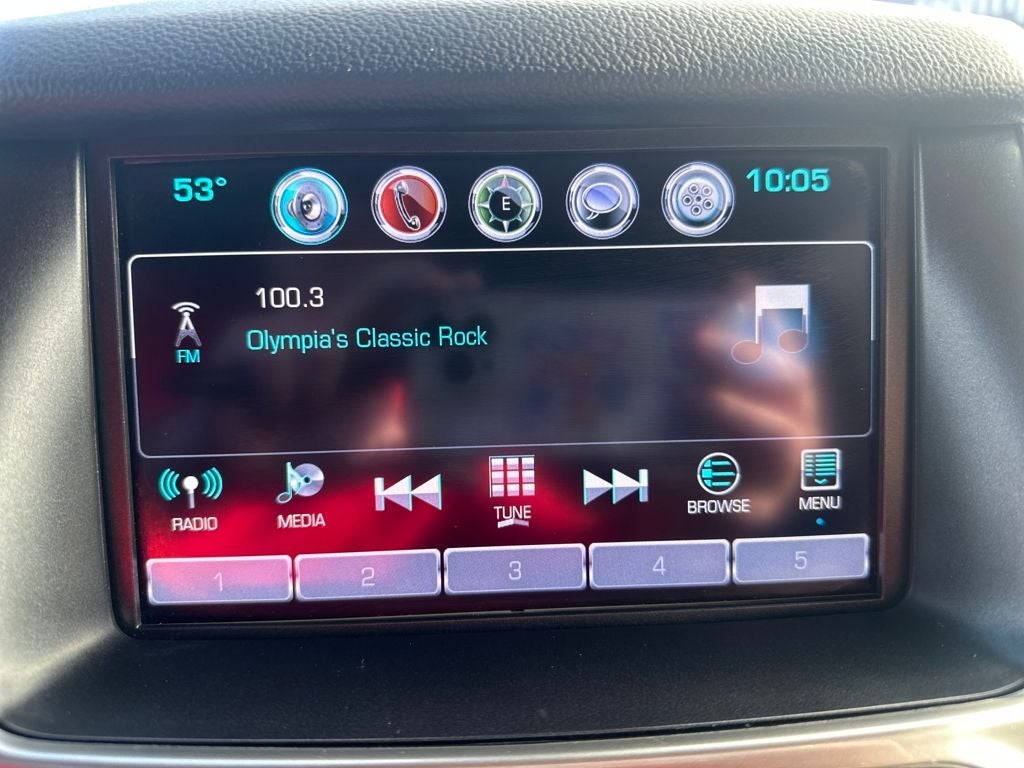 53°
E
10:05
100.3
FM
Olympia's Classic Rock
RADIO
MEDIA
TUNE
BROWSE
MENU
1
2
3
4
5